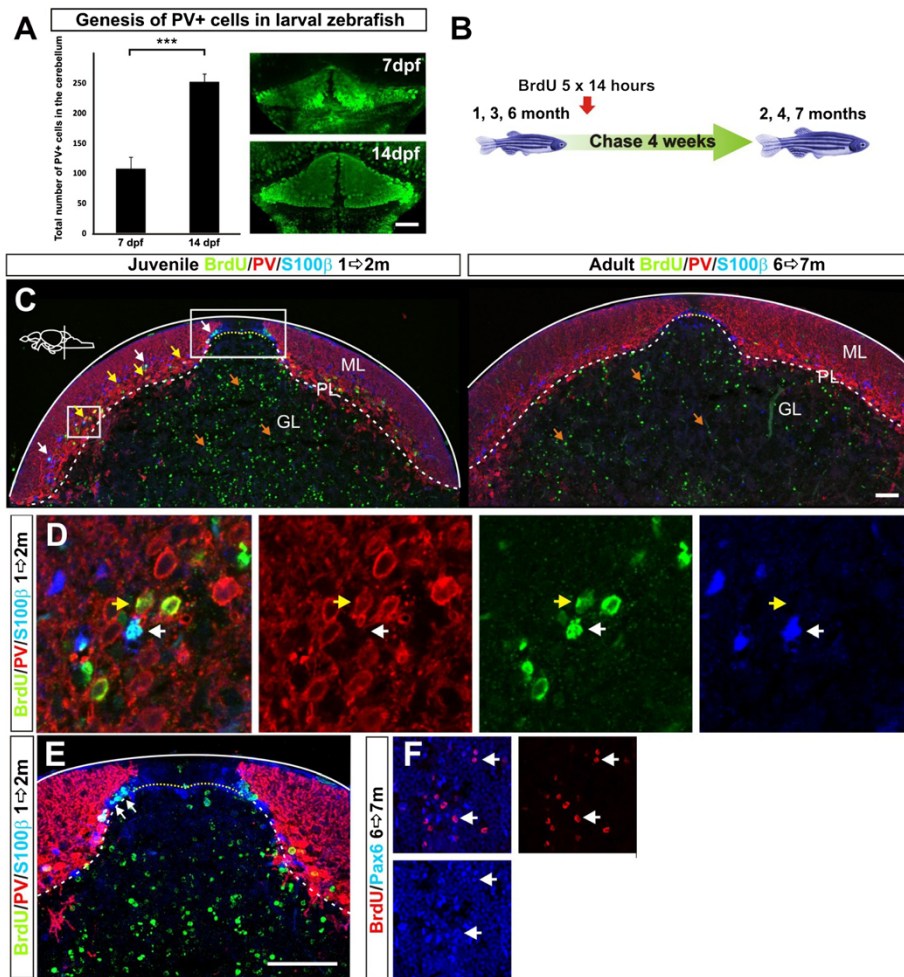 Genesis of PV+ cells in larval zebrafish
A
Total number of PV+ cells in the cerebellum
***
250
200
150
100
50
0
7 dpf
14 dpf
7dpf
14dpf
B
BrdU 5 x 14 hours
1, 3, 6 month
2, 4, 7 months
Chase 4 weeks
Juvenile BrdU/PV/S100β 1⇨2m
Adult BrdU/PV/S100β 6⇨7m
C
ML
PL
GL
ML
PL
GL
BrdU/PV/S100β 1⇨2m
D
BrdU/PV/S100β 1⇨2m
E
BrdU/Pax6 6⇨7m
F